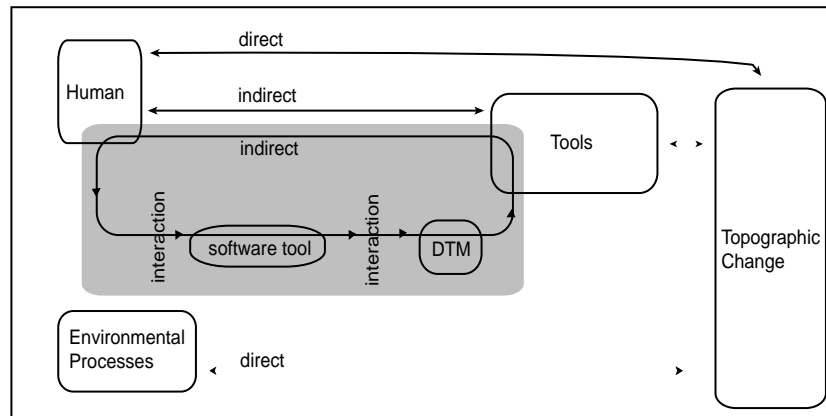 direct
Human
indirect
Tools
indirect
interaction
software tool
interaction
DTM
Topographic
Change
Environmental
Processes
direct